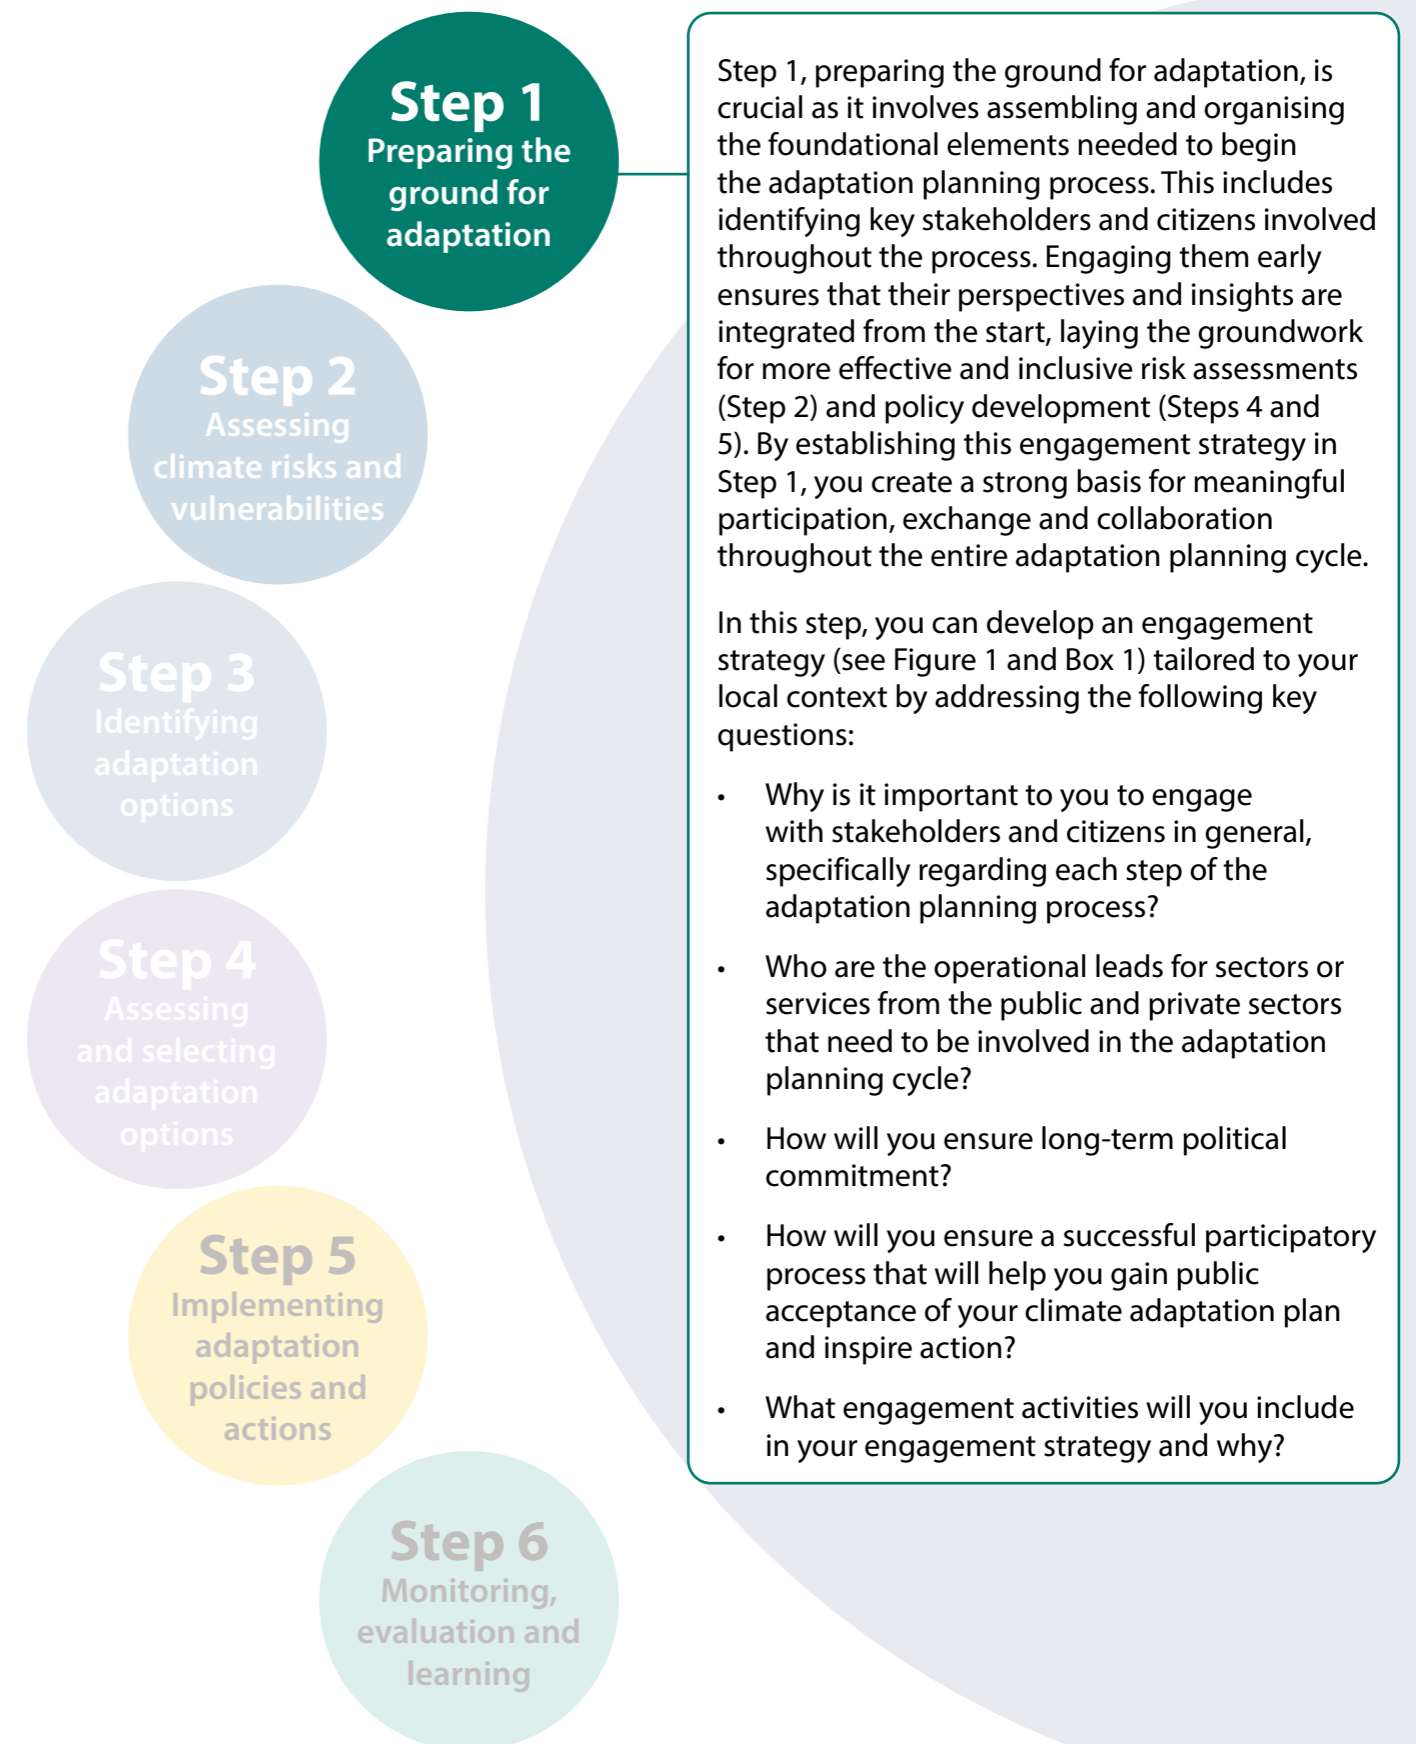 Step 1
Preparing the
ground for
adaptation
Step 2
Assessing
climate risks and
vulnerabilities
Step 3
Identifying
adaptation
options
Step 4
Assessing
and selecting
adaptation
options
Step 5
Implementing
adaptation
policies and
actions
Step 6
Monitoring,
evaluation and
learning
Step 1, preparing the ground for adaptation, is
crucial as it involves assembling and organising
the foundational elements needed to begin
the adaptation planning process. This includes
identifying key stakeholders and citizens involved
throughout the process. Engaging them early
ensures that their perspectives and insights are
integrated from the start, laying the groundwork
for more effective and inclusive risk assessments
(Step 2) and policy development (Steps 4 and
5). By establishing this engagement strategy in
Step 1, you create a strong basis for meaningful
participation, exchange and collaboration
throughout the entire adaptation planning cycle.
In this step, you can develop an engagement
strategy (see Figure 1 and Box 1) tailored to your
local context by addressing the following key
questions:
• Why is it important to you to engage
with stakeholders and citizens in general,
specifically regarding each step of the
adaptation planning process?
• Who are the operational leads for sectors or
services from the public and private sectors
that need to be involved in the adaptation
planning cycle?
• How will you ensure long-term political
commitment?
• How will you ensure a successful participatory
process that will help you gain public
acceptance of your climate adaptation plan
and inspire action?
• What engagement activities will you include
in your engagement strategy and why?